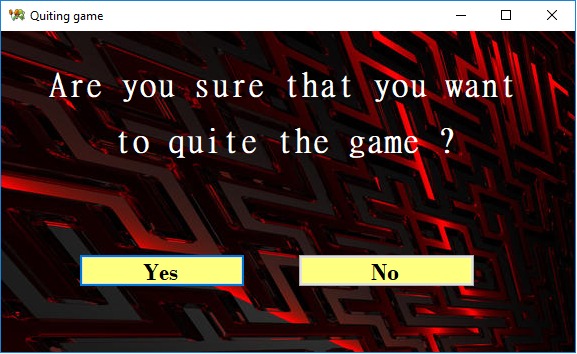 Quiting game
Are you sure that you want
to quite the game ?
Yes
No